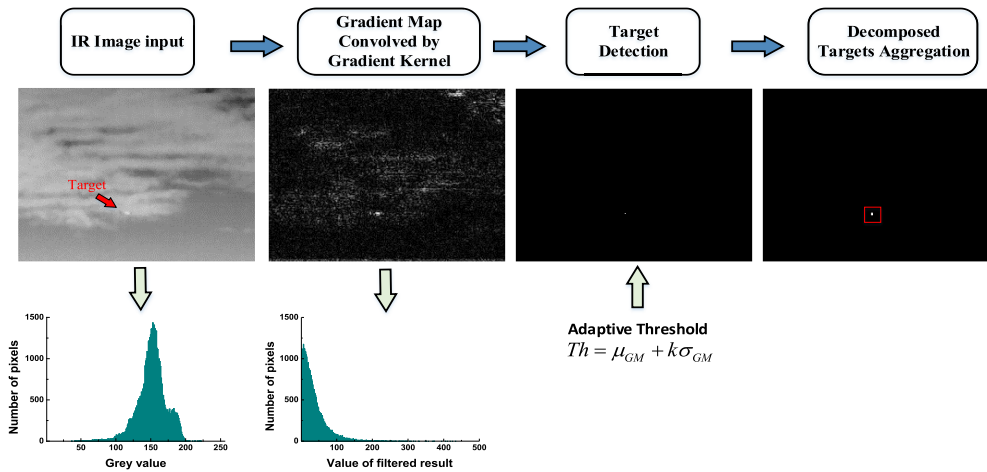 IR Image input
Gradient Map
Convolved by
Gradient Kernel
Target
Detection
Decomposed
Targets Aggregation
Target
Adaptive Threshold
Th = μ_GM + kσ_GM
1500
1000
500
0
Number of pixels
50 100 150 200 250
Grey value
1500
1000
500
0
Number of pixels
0 100 200 300 400 500
Value of filtered result